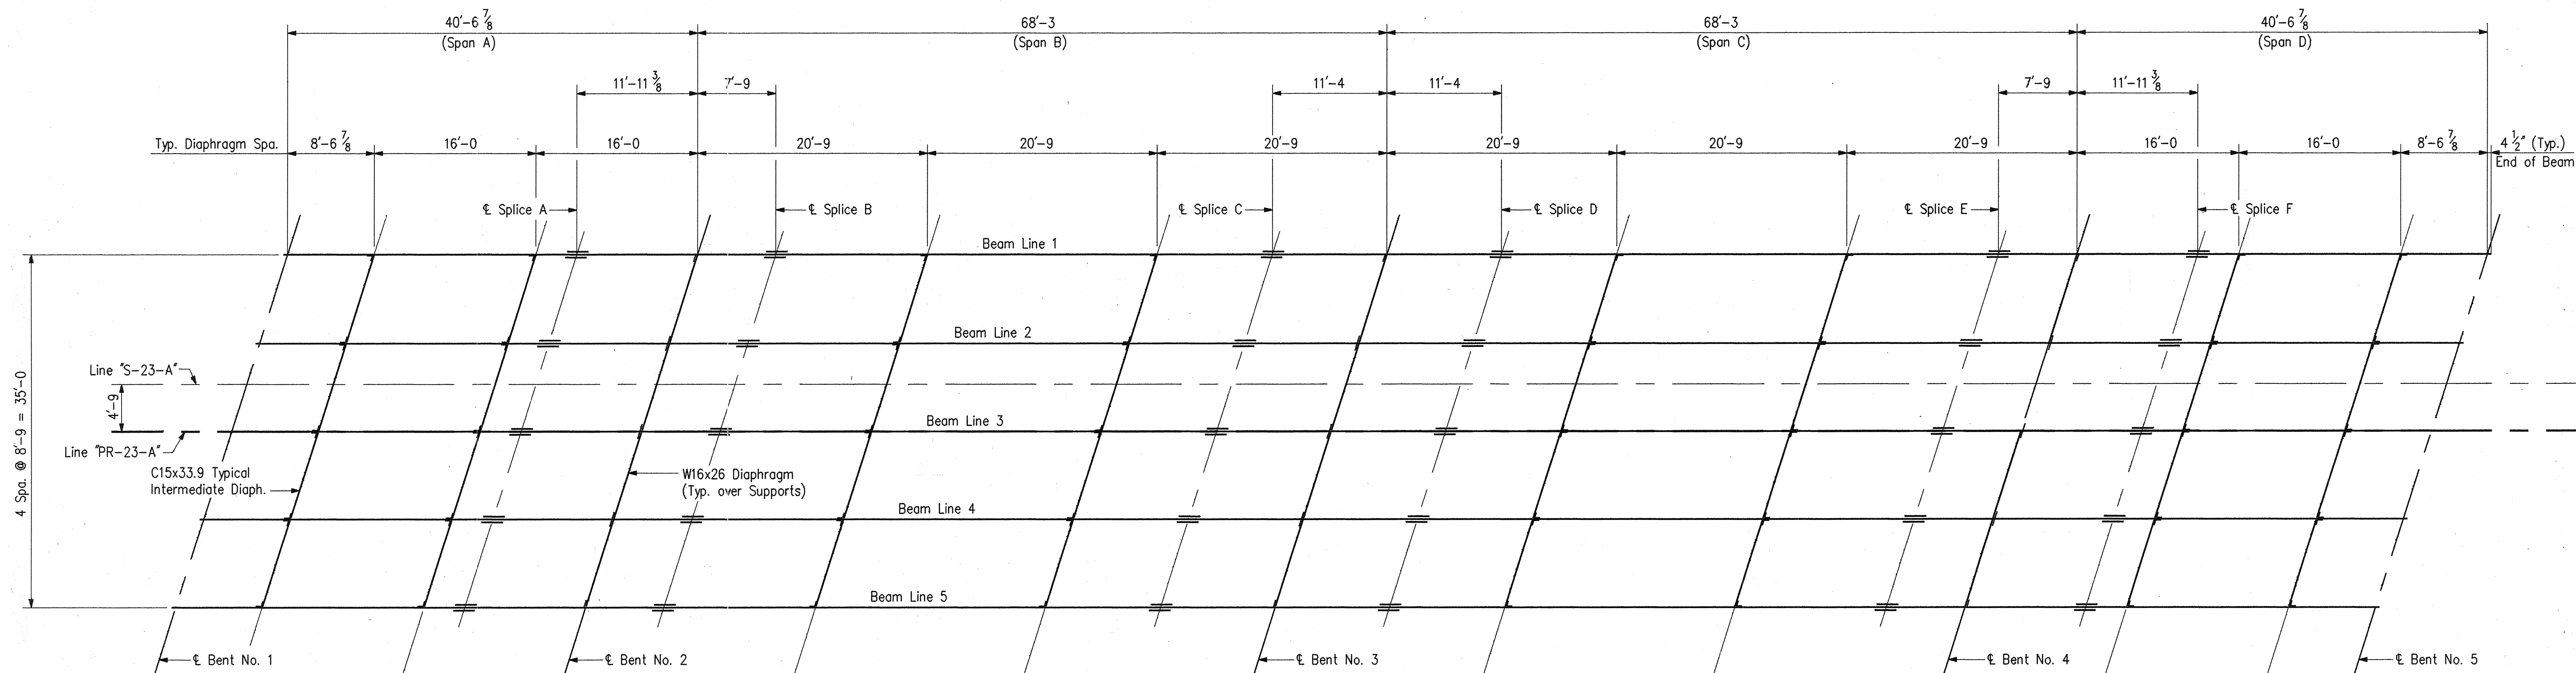 40'-6 7/8
68'-3
68'-3
40'-6 7/8
(Span A)
(Span B)
(Span C)
(Span D)
11'-11 3/8
7'-9
11'-4
11'-4
7'-9
11'-11 3/8
Typ. Diaphragm Spa.
8'-6 7/8
16'-0
16'-0
20'-9
20'-9
20'-9
20'-9
20'-9
20'-9
16'-0
16'-0
8'-6 7/8
4 1/2" (Typ.)
End of Beam
℄ Splice A
℄ Splice B
℄ Splice C
℄ Splice D
℄ Splice E
℄ Splice F
Beam Line 1
Beam Line 2
Line "S-23-A"
4'-9
4 Spa. @ 8'-9 = 35'-0
Beam Line 3
Line "PR-23-A"
C15x33.9 Typical
Intermediate Diaph.
W16x26 Diaphragm
(Typ. over Supports)
Beam Line 4
Beam Line 5
℄ Bent No. 1
℄ Bent No. 2
℄ Bent No. 3
℄ Bent No. 4
℄ Bent No. 5